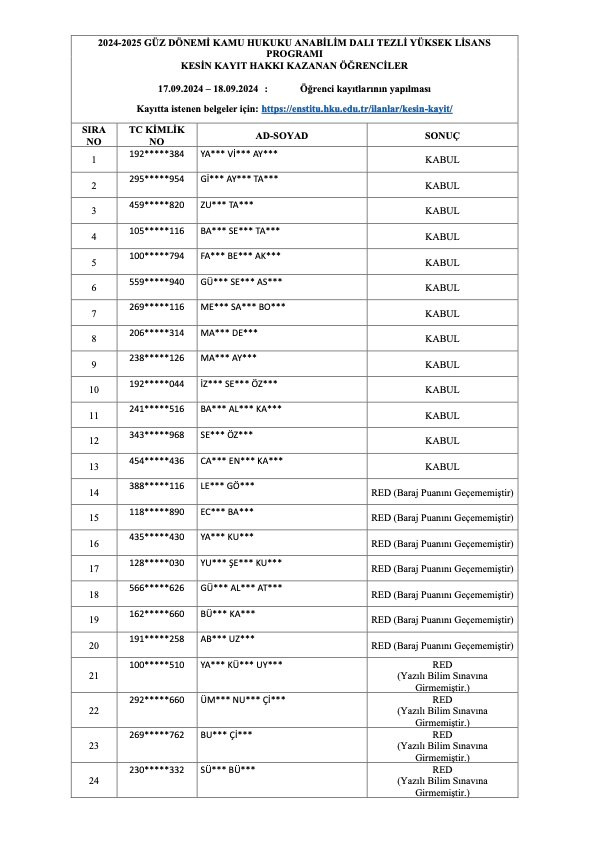 2024-2025 GÜZ DÖNEMİ KAMU HUKUKU ANABİLİM DALI TEZLİ YÜKSEK LİSANS
PROGRAMI
KESİN KAYIT HAKKI KAZANAN ÖĞRENCİLER
17.09.2024 – 18.09.2024 : Öğrenci kayıtlarının yapılması
Kayıtta istenen belgeler için: https://enstitu.hku.edu.tr/ilanlar/kesin-kayit/
SIRA NO TC KİMLİK NO AD-SOYAD SONUÇ
1 192*****384 YA*** Vİ*** AY*** KABUL
2 295*****954 Gİ*** AY*** TA*** KABUL
3 459*****820 ZU*** TA*** KABUL
4 105*****116 BA*** SE*** TA*** KABUL
5 100*****794 FA*** BE*** AK*** KABUL
6 559*****940 GÜ*** SE*** AS*** KABUL
7 269*****116 ME*** SA*** BO*** KABUL
8 206*****314 MA*** DE*** KABUL
9 238*****126 MA*** AY*** KABUL
10 192*****044 İZ*** SE*** ÖZ*** KABUL
11 241*****516 BA*** AL*** KA*** KABUL
12 343*****968 SE*** ÖZ*** KABUL
13 454*****436 CA*** EN*** KA*** KABUL
14 388*****116 LE*** GÖ*** RED (Baraj Puanını Geçememiştir)
15 118*****890 EC*** BA*** RED (Baraj Puanını Geçememiştir)
16 435*****430 YA*** KU*** RED (Baraj Puanını Geçememiştir)
17 128*****030 YU*** ŞE*** KU*** RED (Baraj Puanını Geçememiştir)
18 566*****626 GÜ*** AL*** AT*** RED (Baraj Puanını Geçememiştir)
19 162*****660 BÜ*** KA*** RED (Baraj Puanını Geçememiştir)
20 191*****258 AB*** UZ*** RED (Baraj Puanını Geçememiştir)
21 100*****510 YA*** KÜ*** UY*** RED
(Yazılı Bilim Sınavına
Girmemiştir.)
22 292*****660 ÜM*** NU*** Çİ*** RED
(Yazılı Bilim Sınavına
Girmemiştir.)
23 269*****762 BU*** Çİ*** RED
(Yazılı Bilim Sınavına
Girmemiştir.)
24 230*****332 SÜ*** BÜ*** RED
(Yazılı Bilim Sınavına
Girmemiştir.)